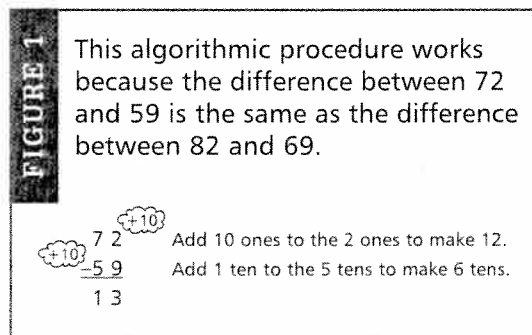 FIGURE 1
This algorithmic procedure works
because the difference between 72
and 59 is the same as the difference
between 82 and 69.
+10
7 2 Add 10 ones to the 2 ones to make 12.
+10
–5 9 Add 1 ten to the 5 tens to make 6 tens.
1 3